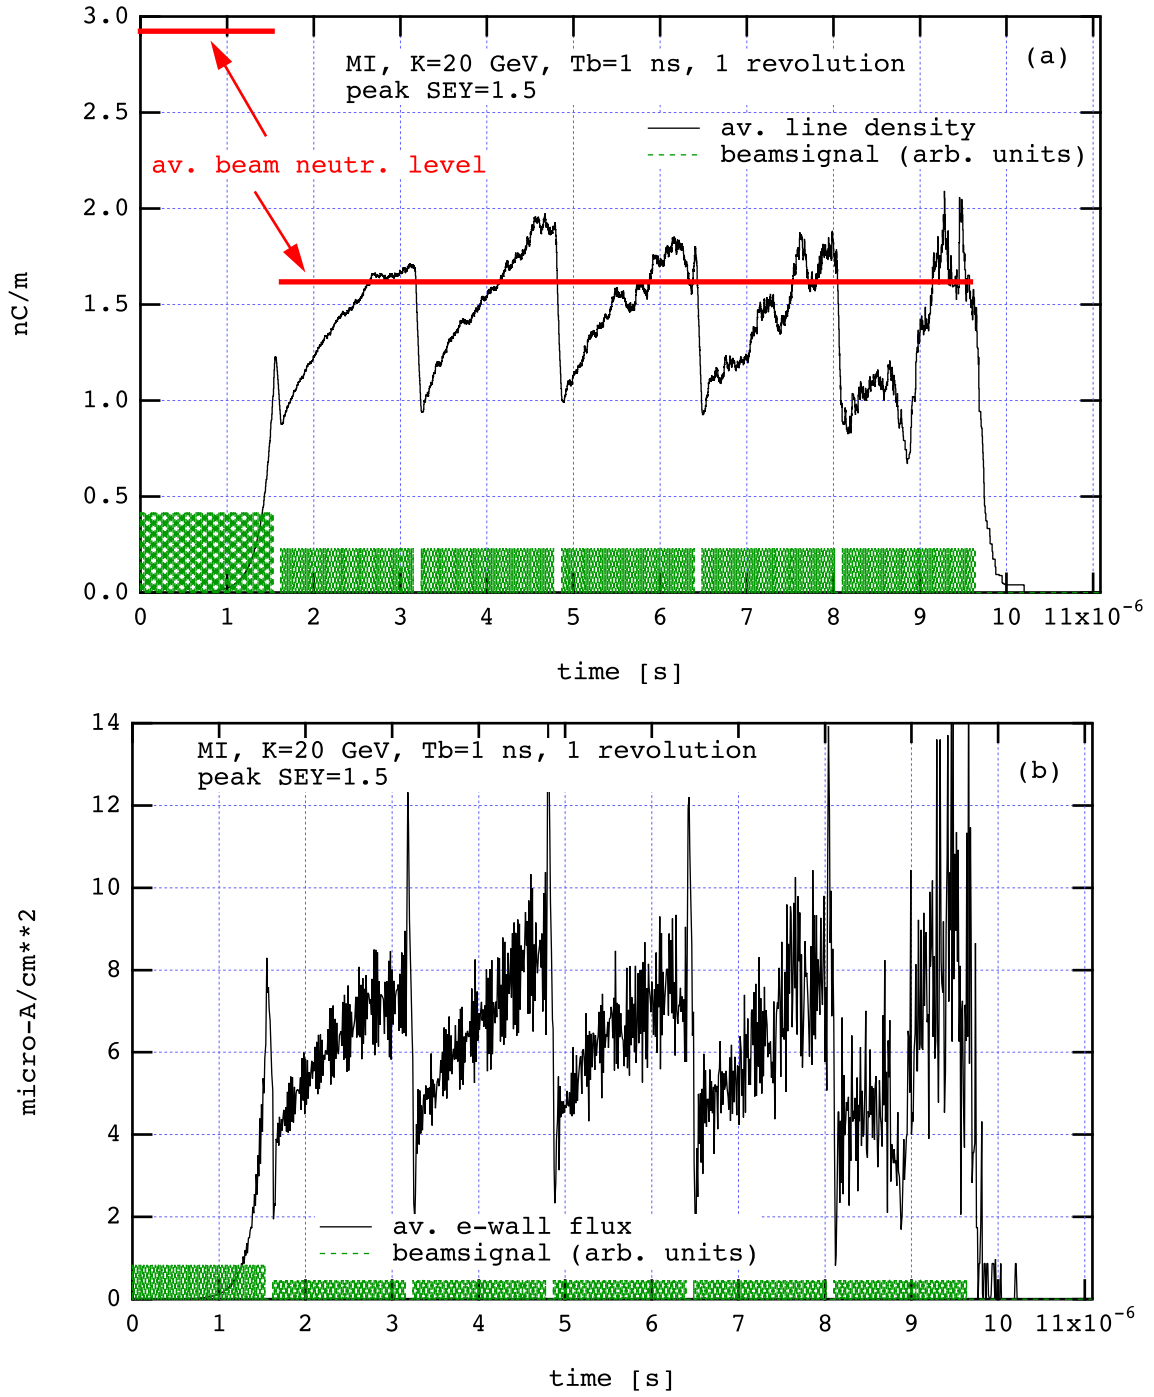 3.0
2.5
2.0
1.5
1.0
0.5
0.0
nC/m
MI, K=20 GeV, Tb=1 ns, 1 revolution
peak SEY=1.5
(a)
av. line density
beamsignal (arb. units)
av. beam neutr. level
0 1 2 3 4 5 6 7 8 9 10 11x10⁻⁶
time [s]
14
12
10
8
6
4
2
0
micro-A/cm**2
MI, K=20 GeV, Tb=1 ns, 1 revolution
peak SEY=1.5
(b)
av. e-wall flux
beamsignal (arb. units)
0 1 2 3 4 5 6 7 8 9 10 11x10⁻⁶
time [s]